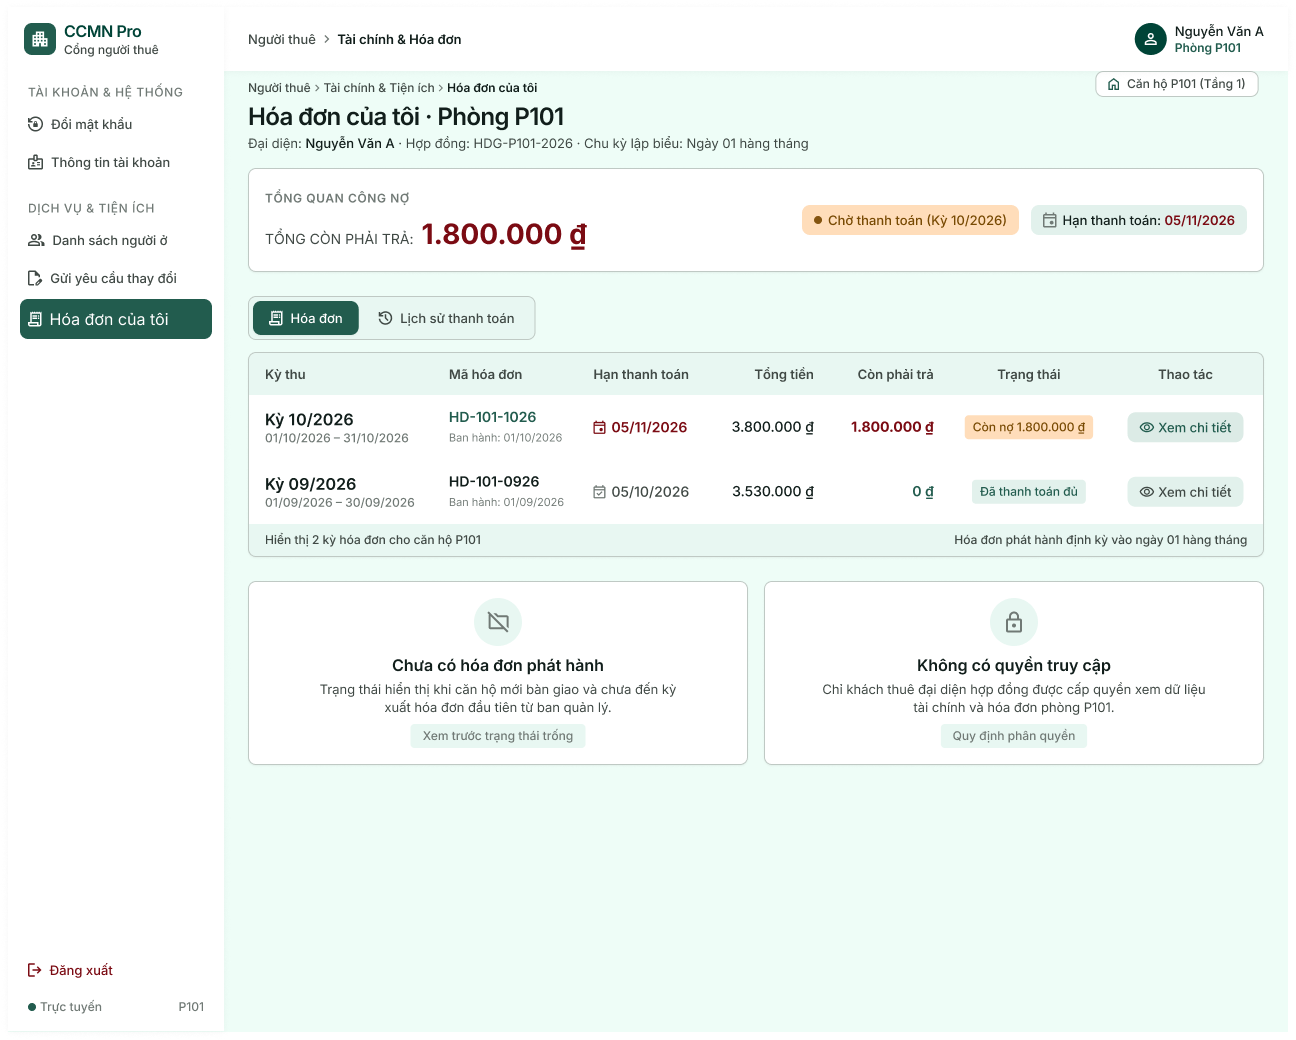 CCMN Pro
Cổng người thuê
TÀI KHOẢN & HỆ THỐNG
Đổi mật khẩu
Thông tin tài khoản
DỊCH VỤ & TIỆN ÍCH
Danh sách người ở
Gửi yêu cầu thay đổi
Hóa đơn của tôi
Đăng xuất
Trực tuyến P101
Người thuê > Tài chính & Hóa đơn
Nguyễn Văn A
Phòng P101
Người thuê > Tài chính & Tiện ích > Hóa đơn của tôi
Căn hộ P101 (Tầng 1)
Hóa đơn của tôi · Phòng P101
Đại diện: Nguyễn Văn A · Hợp đồng: HDG-P101-2026 · Chu kỳ lập biểu: Ngày 01 hàng tháng
TỔNG QUAN CÔNG NỢ
TỔNG CÒN PHẢI TRẢ: 1.800.000 ₫
Chờ thanh toán (Kỳ 10/2026)
Hạn thanh toán: 05/11/2026
Hóa đơn
Lịch sử thanh toán
Kỳ thu Mã hóa đơn Hạn thanh toán Tổng tiền Còn phải trả Trạng thái Thao tác
Kỳ 10/2026 HD-101-1026 05/11/2026 3.800.000 ₫ 1.800.000 ₫ Còn nợ 1.800.000 ₫ Xem chi tiết
01/10/2026 – 31/10/2026 Ban hành: 01/10/2026
Kỳ 09/2026 HD-101-0926 05/10/2026 3.530.000 ₫ 0 ₫ Đã thanh toán đủ Xem chi tiết
01/09/2026 – 30/09/2026 Ban hành: 01/09/2026
Hiển thị 2 kỳ hóa đơn cho căn hộ P101 Hóa đơn phát hành định kỳ vào ngày 01 hàng tháng
Chưa có hóa đơn phát hành
Trạng thái hiển thị khi căn hộ mới bàn giao và chưa đến kỳ
xuất hóa đơn đầu tiên từ ban quản lý.
Xem trước trạng thái trống
Không có quyền truy cập
Chỉ khách thuê đại diện hợp đồng được cấp quyền xem dữ liệu
tài chính và hóa đơn phòng P101.
Quy định phân quyền